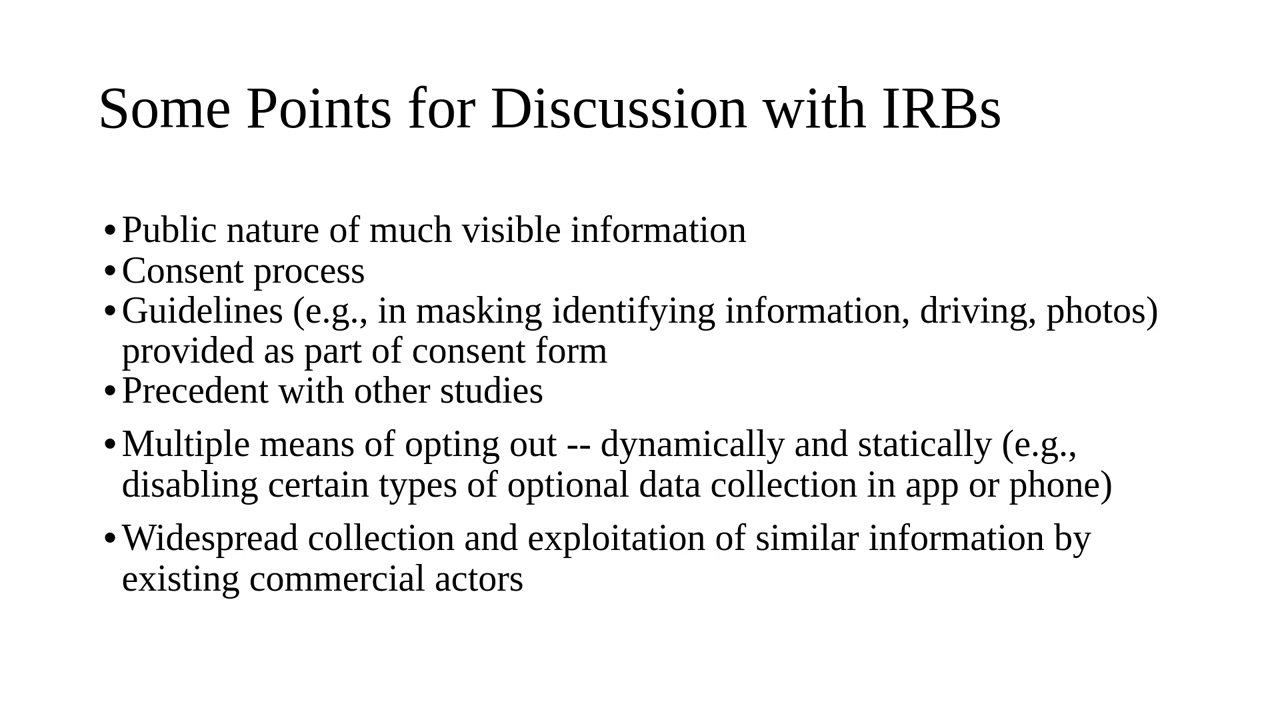 Some Points for Discussion with IRBs
•Public nature of much visible information
•Consent process
•Guidelines (e.g., in masking identifying information, driving, photos)
provided as part of consent form
•Precedent with other studies
•Multiple means of opting out -- dynamically and statically (e.g.,
disabling certain types of optional data collection in app or phone)
•Widespread collection and exploitation of similar information by
existing commercial actors